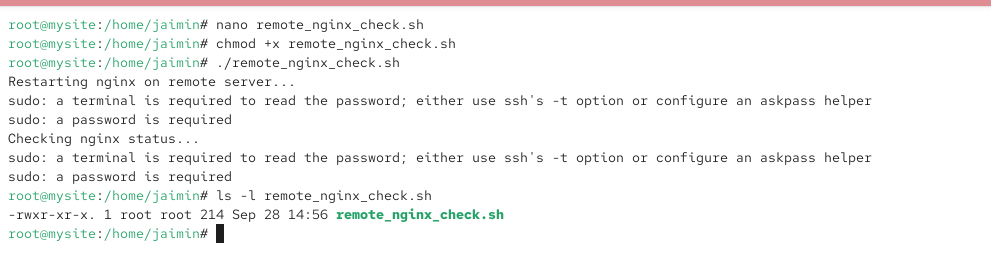 root@mysite:/home/jaimin# nano remote_nginx_check.sh
root@mysite:/home/jaimin# chmod +x remote_nginx_check.sh
root@mysite:/home/jaimin# ./remote_nginx_check.sh
Restarting nginx on remote server...
sudo: a terminal is required to read the password; either use ssh's -t option or configure an askpass helper
sudo: a password is required
Checking nginx status...
sudo: a terminal is required to read the password; either use ssh's -t option or configure an askpass helper
sudo: a password is required
root@mysite:/home/jaimin# ls -l remote_nginx_check.sh
-rwxr-xr-x. 1 root root 214 Sep 28 14:56 remote_nginx_check.sh
root@mysite:/home/jaimin#